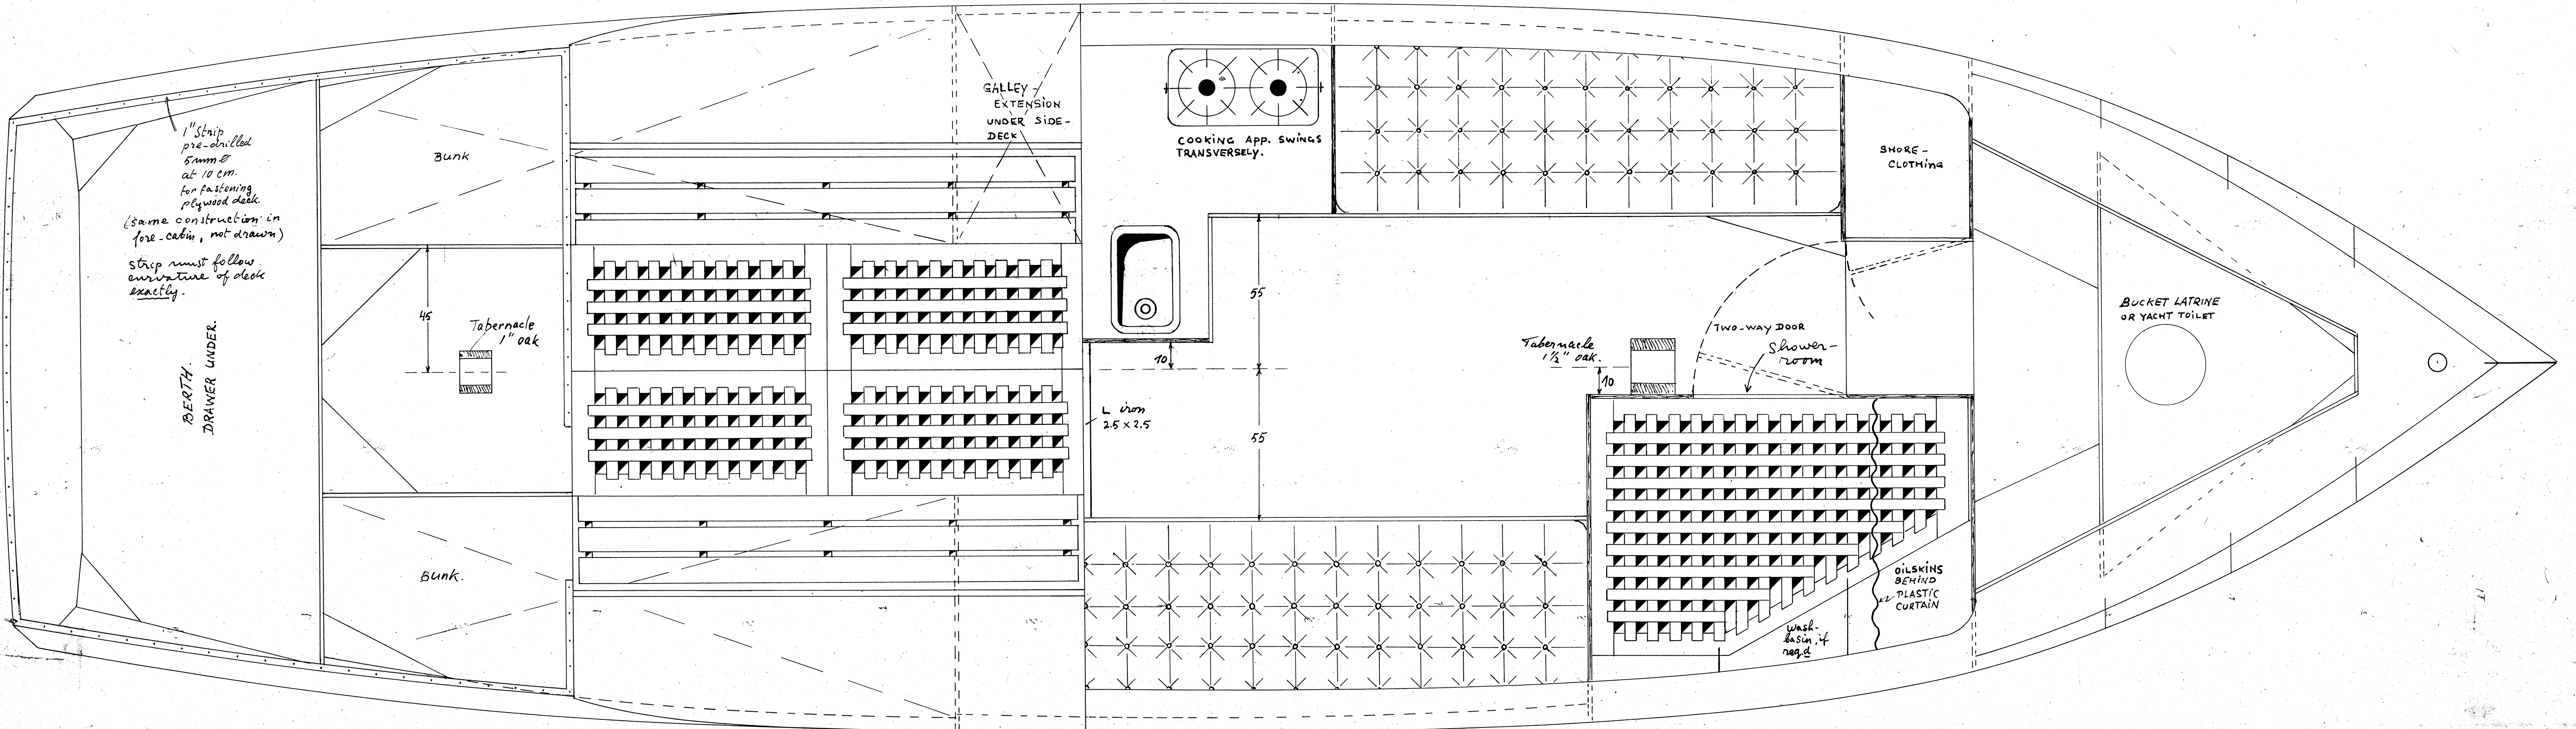 1" Strip
pre-drilled
5mm ø
at 10 cm.
for fastening
plywood deck.
(same construction in
fore-cabin, not drawn)
strip must follow
curvature of deck
exactly.
BERTH.
DRAWER UNDER.
Bunk
45
Tabernacle
1" oak
Bunk.
GALLEY -
EXTENSION
UNDER SIDE-
DECK
COOKING APP. SWINGS
TRANSVERSELY.
55
10
L iron
2.5 x 2.5
55
Tabernacle
1½" oak.
10
TWO-WAY DOOR
Shower-
room
SHORE-
CLOTHING
OILSKINS
BEHIND
PLASTIC
CURTAIN
wash-
basin, if
reqd
BUCKET LATRINE
OR YACHT TOILET